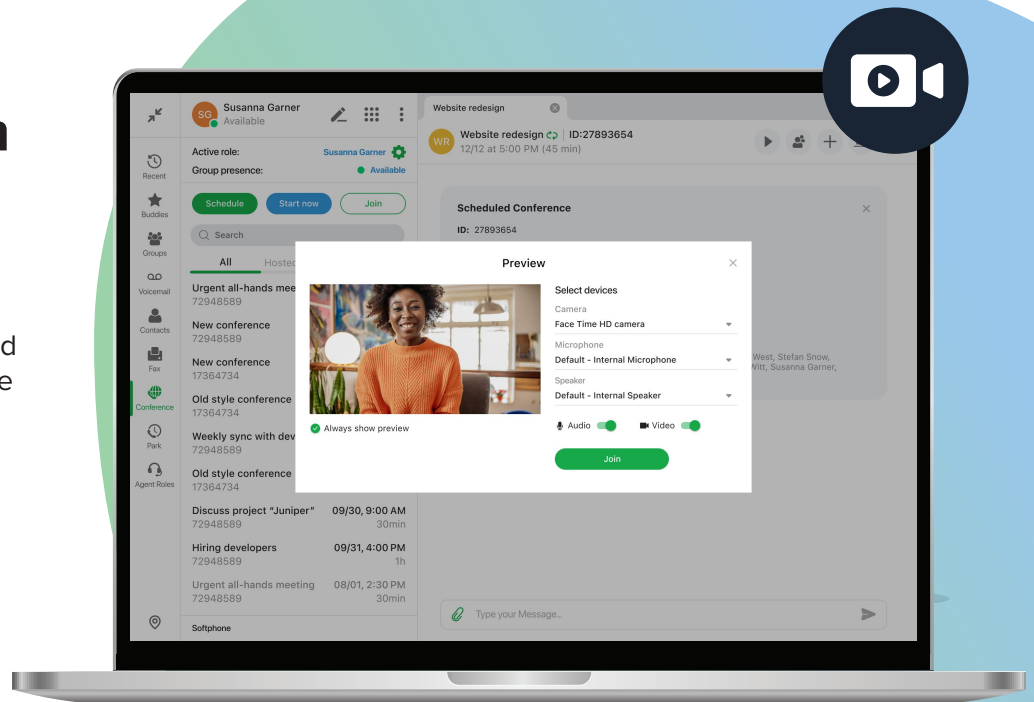 d
e
SG
Susanna Garner
Available
Active role:
Susanna Garner
Group presence:
Available
Schedule
Start now
Join
Search
All
Hosted
Urgent all-hands mee
72948589
New conference
72948589
New conference
17364734
Old style conference
17364734
Weekly sync with dev
72948589
Old style conference
17364734
Discuss project "Juniper" 09/30, 9:00 AM
72948589 30min
Hiring developers 09/31, 4:00 PM
72948589 1h
Urgent all-hands meeting 08/01, 2:30 PM
72948589 30min
Softphone
Recent
Buddies
Groups
Voicemail
Contacts
Fax
Conference
Park
Agent Roles
Website redesign
WR
Website redesign | ID:27893654
12/12 at 5:00 PM (45 min)
Scheduled Conference
ID: 27893654
West, Stefan Snow,
Witt, Susanna Garner,
Type your Message...
Preview
Always show preview
Select devices
Camera
Face Time HD camera
Microphone
Default - Internal Microphone
Speaker
Default - Internal Speaker
Audio
Video
Join